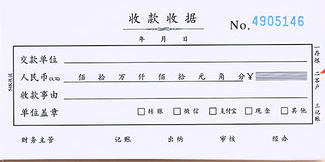 收款收据
No.4905146
年 月 日
交款单位
人民币(大写) 佰 拾 万 仟 佰 拾 元 角 分 ¥
收款事由
单位盖章 □转账 □微信 □支付宝 □现金 □其他
财务主管 记账 出纳 审核 经办
一存根 二客户 三记账